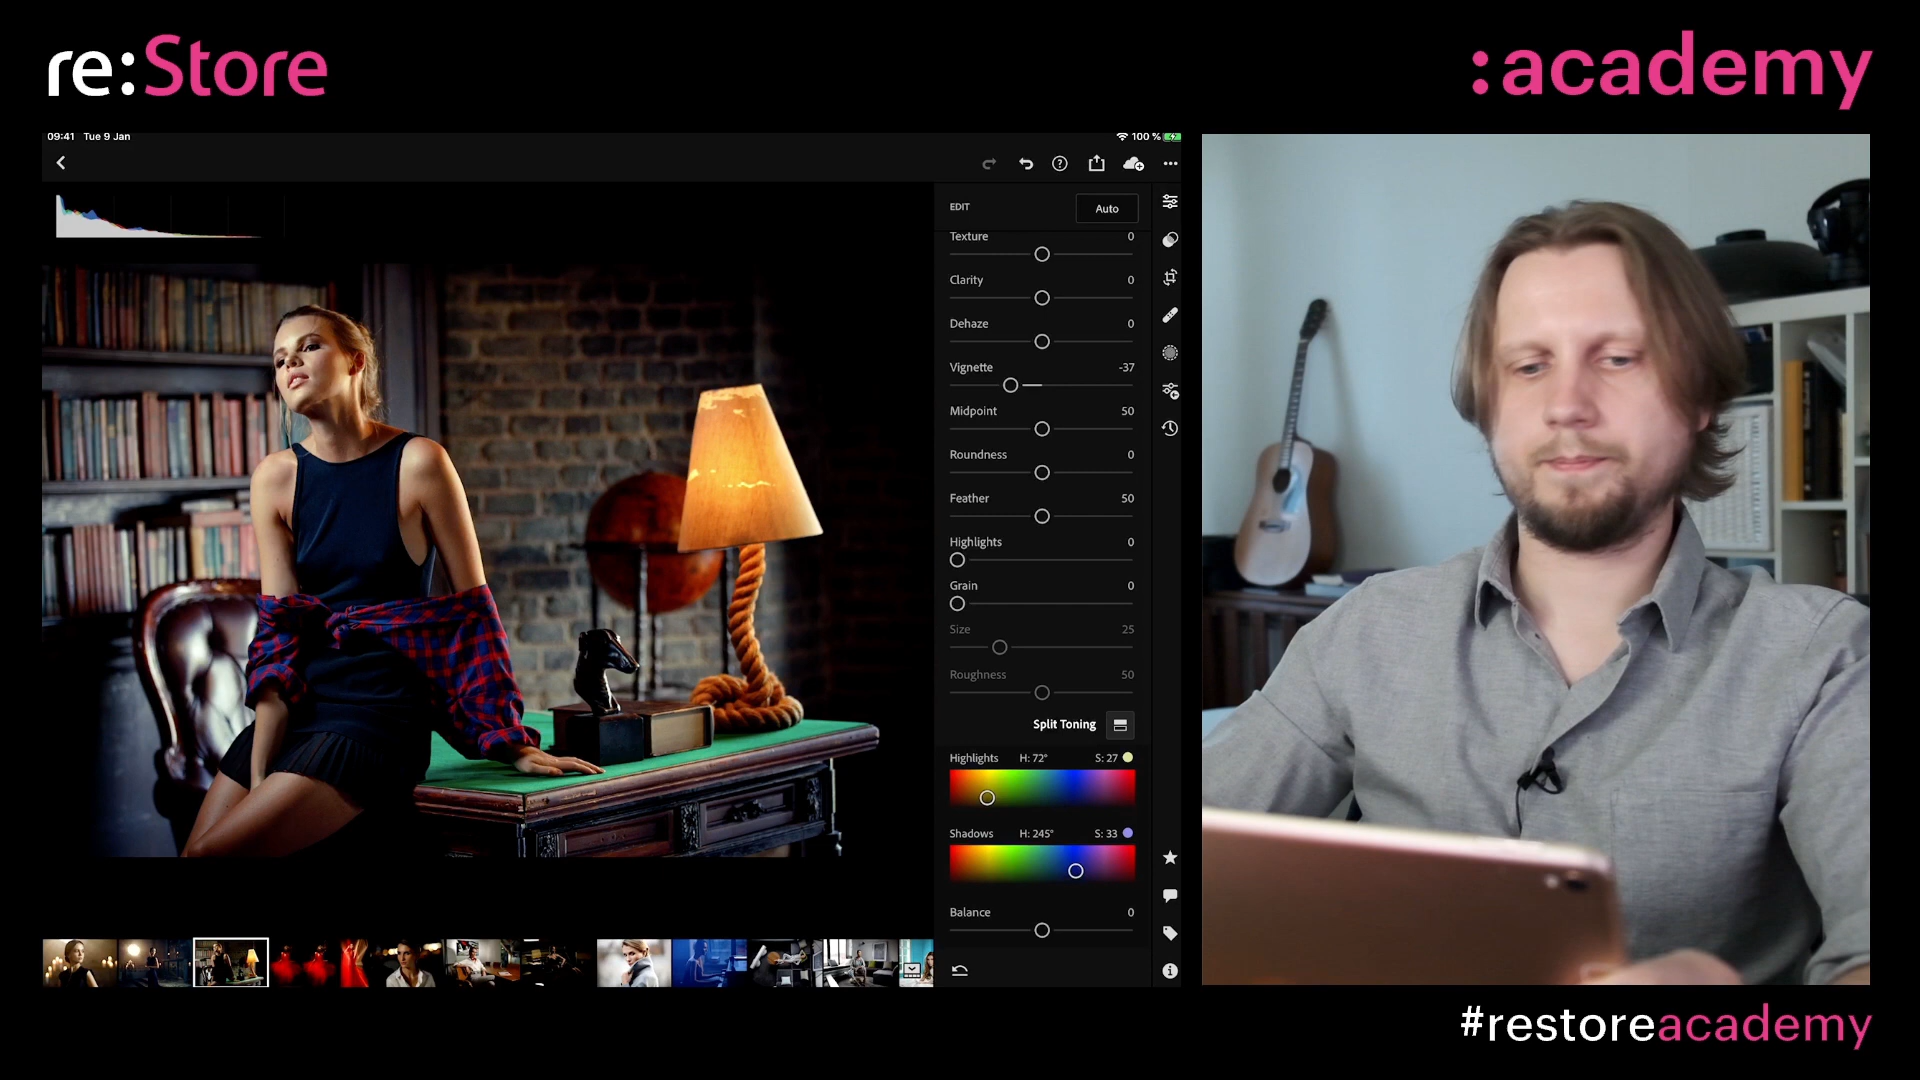 re:Store
:academy
09:41 Tue 9 Jan
100 %
EDIT
Auto
Texture 0
Clarity 0
Dehaze 0
Vignette -37
Midpoint 50
Roundness 0
Feather 50
Highlights 0
Grain 0
Size 25
Roughness 50
Split Toning
Highlights H: 72° S: 27
Shadows H: 245° S: 33
Balance 0
#restoreacademy